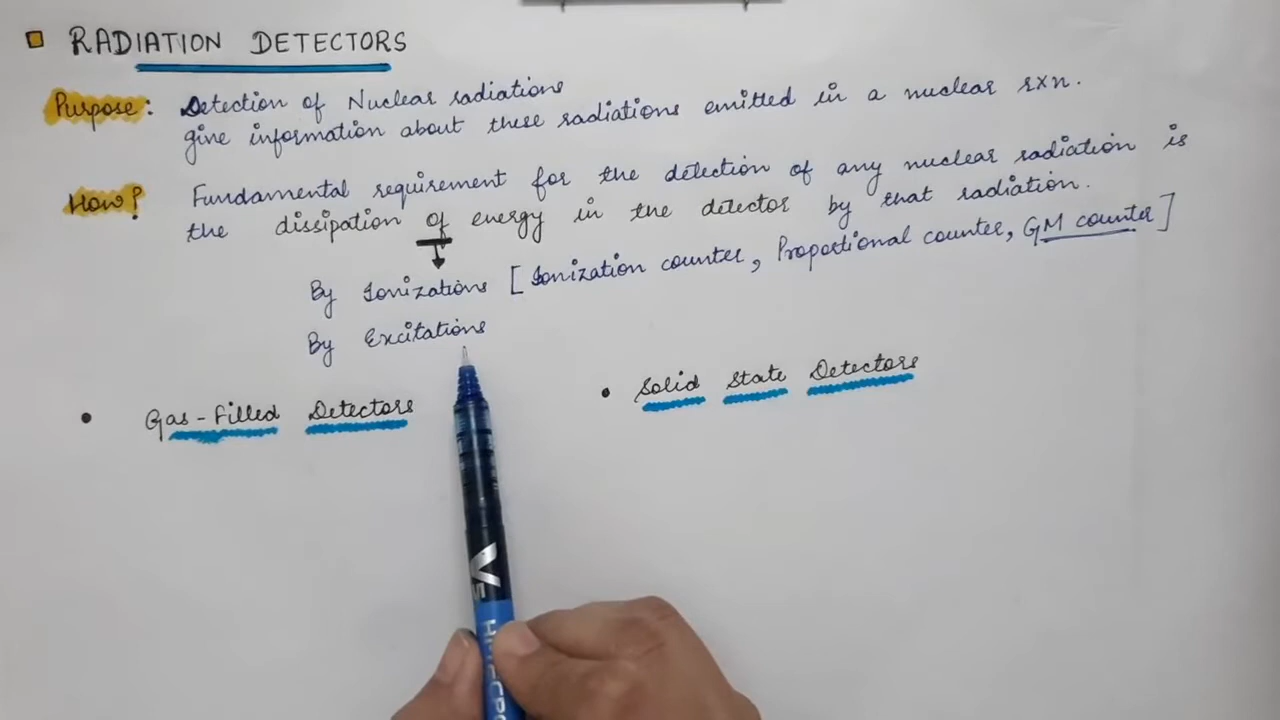 RADIATION DETECTORS
Purpose: Detection of Nuclear radiations
give information about these radiations emitted in a nuclear rxn.
How? Fundamental requirement for the detection of any nuclear radiation is
the dissipation of energy in the detector by that radiation.
By Ionizations [Ionization counter, Proportional counter, GM counter]
By Excitations
• Gas-filled Detectors
• Solid State Detectors
V5